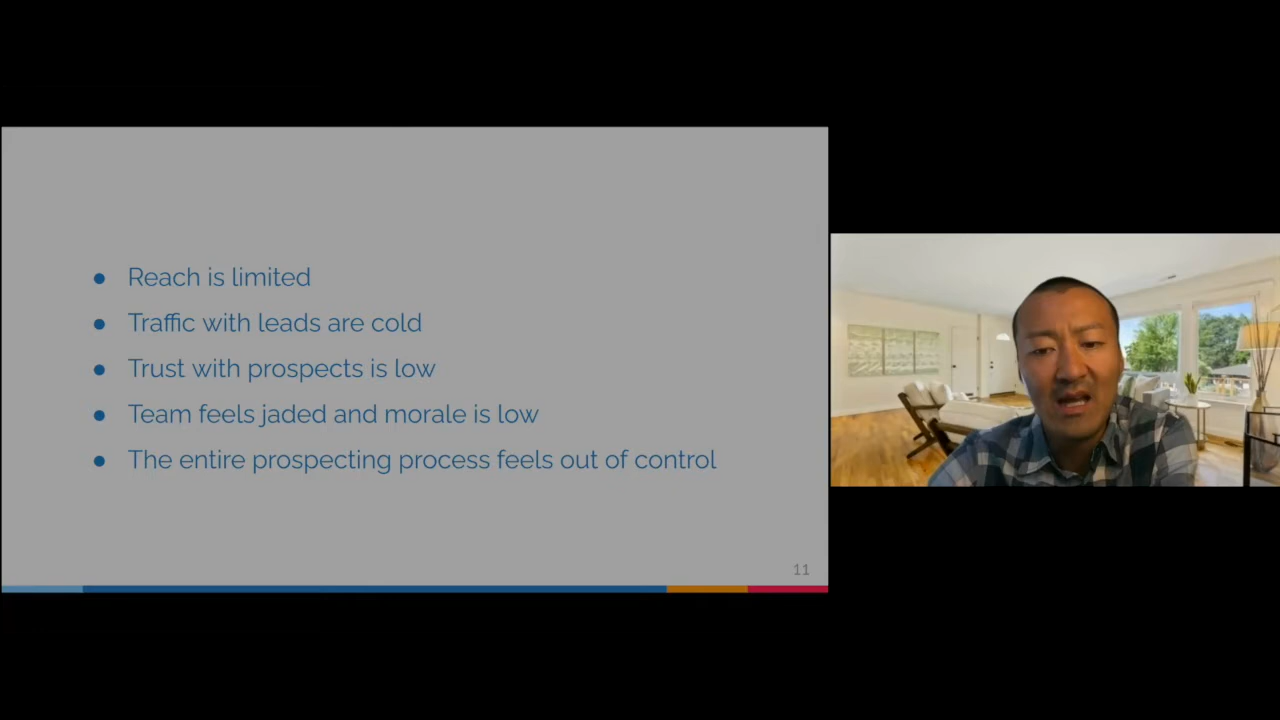 ● Reach is limited
● Traffic with leads are cold
● Trust with prospects is low
● Team feels jaded and morale is low
● The entire prospecting process feels out of control
11